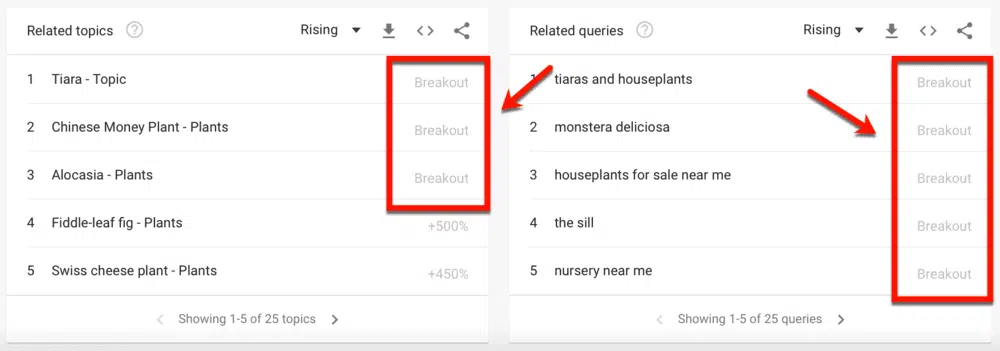 Related topics ? Rising
1 Tiara - Topic Breakout
2 Chinese Money Plant - Plants Breakout
3 Alocasia - Plants Breakout
4 Fiddle-leaf fig - Plants +500%
5 Swiss cheese plant - Plants +450%
Showing 1-5 of 25 topics
Related queries ? Rising
1 tiaras and houseplants Breakout
2 monstera deliciosa Breakout
3 houseplants for sale near me Breakout
4 the sill Breakout
5 nursery near me Breakout
Showing 1-5 of 25 queries